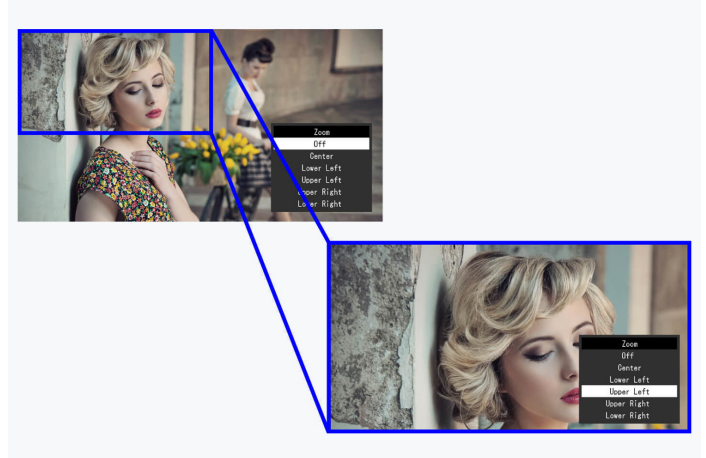 Zoom
Off
Center
Lower Left
Upper Left
Upper Right
Lower Right
Zoom
Off
Center
Lower Left
Upper Left
Upper Right
Lower Right